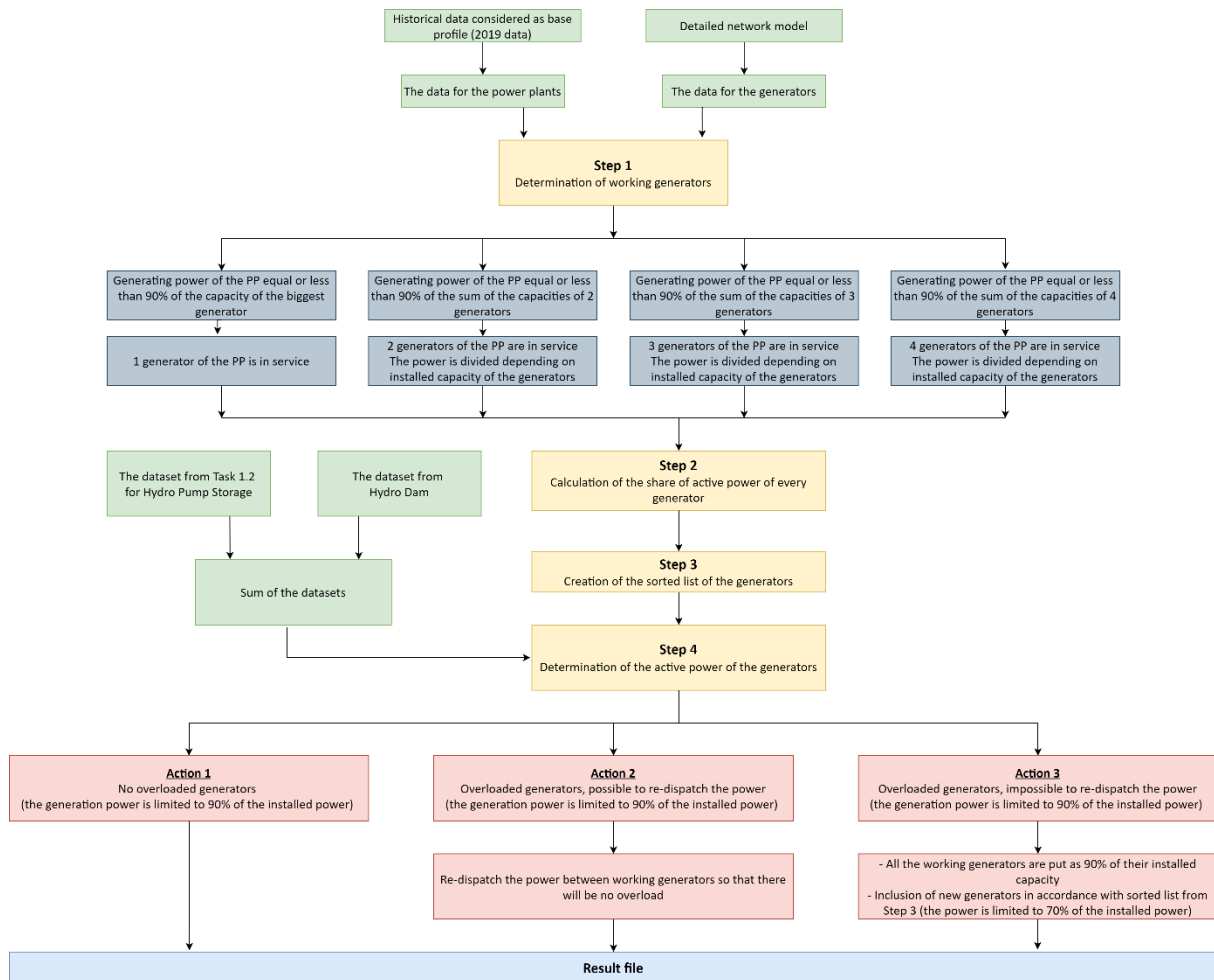 Historical data considered as base
profile (2019 data)
Detailed network model
The data for the power plants
The data for the generators
Step 1
Determination of working generators
Generating power of the PP equal or less
than 90% of the capacity of the biggest
generator
Generating power of the PP equal or less
than 90% of the sum of the capacities of 2
generators
Generating power of the PP equal or less
than 90% of the sum of the capacities of 3
generators
Generating power of the PP equal or less
than 90% of the sum of the capacities of 4
generators
1 generator of the PP is in service
2 generators of the PP are in service
The power is divided depending on
installed capacity of the generators
3 generators of the PP are in service
The power is divided depending on
installed capacity of the generators
4 generators of the PP are in service
The power is divided depending on
installed capacity of the generators
The dataset from Task 1.2
for Hydro Pump Storage
The dataset from
Hydro Dam
Step 2
Calculation of the share of active power of every
generator
Step 3
Creation of the sorted list of the generators
Sum of the datasets
Step 4
Determination of the active power of the generators
Action 1
No overloaded generators
(the generation power is limited to 90% of the installed power)
Action 2
Overloaded generators, possible to re-dispatch the power
(the generation power is limited to 90% of the installed power)
Action 3
Overloaded generators, impossible to re-dispatch the power
(the generation power is limited to 90% of the installed power)
Re-dispatch the power between working generators so that there
will be no overload
- All the working generators are put as 90% of their installed
capacity
- Inclusion of new generators in accordance with sorted list from
Step 3 (the power is limited to 70% of the installed power)
Result file